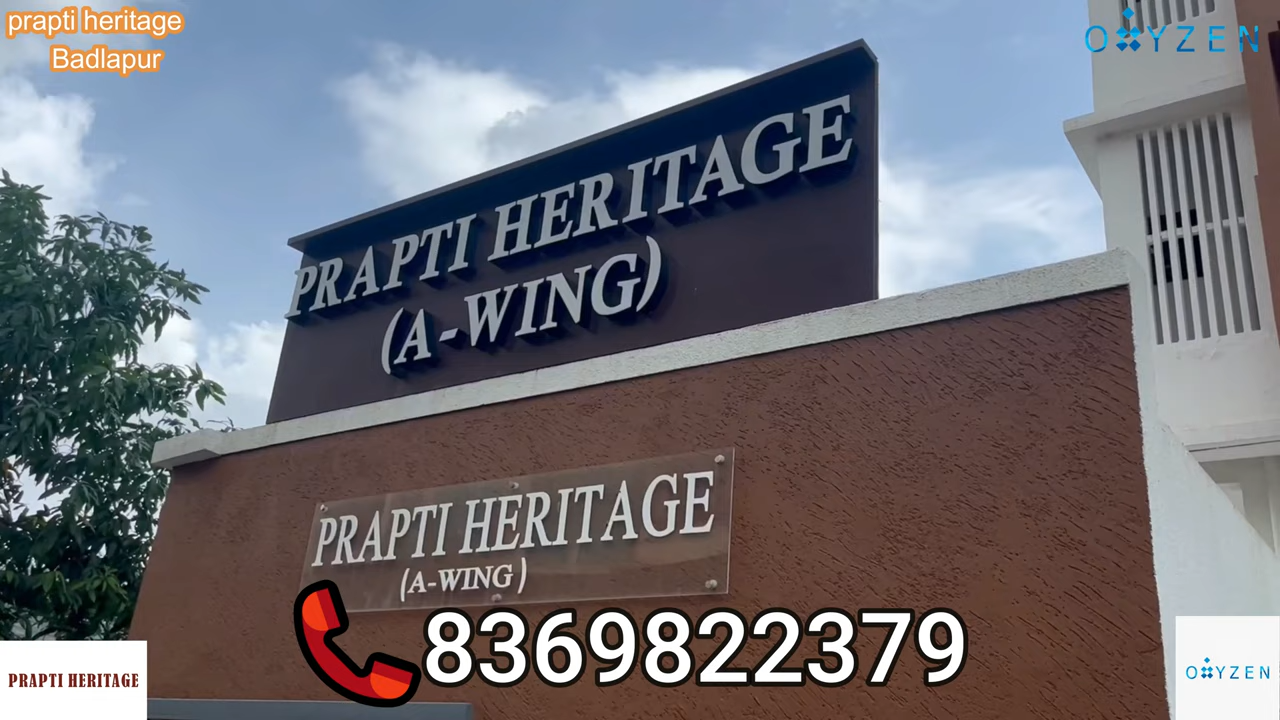 prapti heritage
Badlapur
OXYZEN
PRAPTI HERITAGE
(A-WING)
PRAPTI HERITAGE
(A-WING)
8369822379
PRAPTI HERITAGE
OXYZEN